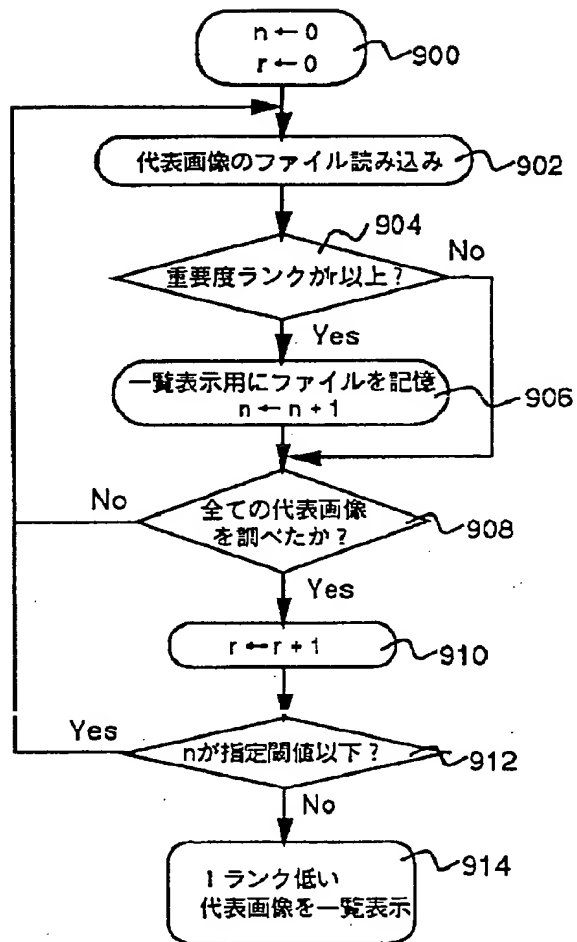 n ← 0
r ← 0
900
代表画像のファイル読み込み
902
904
重要度ランクがr以上?
No
Yes
一覧表示用にファイルを記憶
n ← n + 1
906
No
全ての代表画像
を調べたか?
908
Yes
r ← r + 1
910
Yes
nが指定閾値以下?
912
No
914
1 ランク低い
代表画像を一覧表示